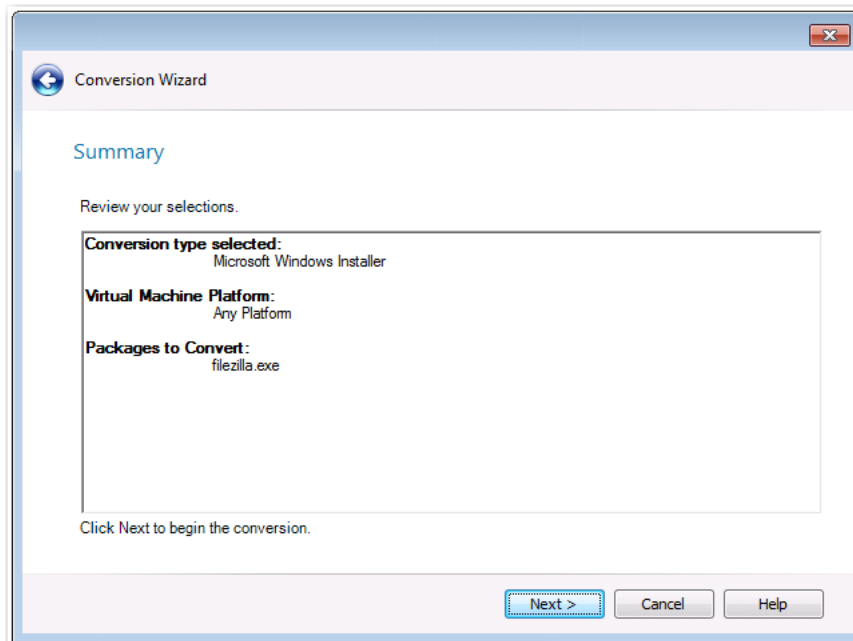 Conversion Wizard
Summary
Review your selections.
Conversion type selected:
Microsoft Windows Installer
Virtual Machine Platform:
Any Platform
Packages to Convert:
filezilla.exe
Click Next to begin the conversion.
Next > Cancel Help